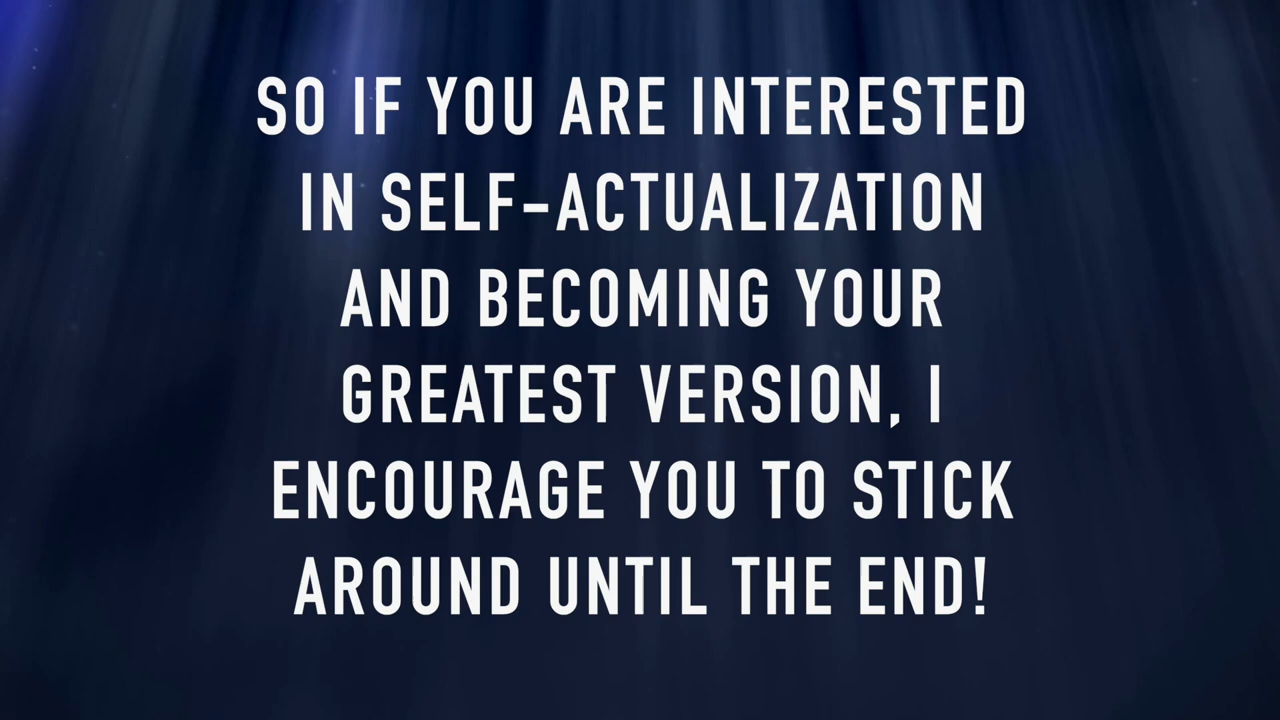 SO IF YOU ARE INTERESTED
IN SELF-ACTUALIZATION
AND BECOMING YOUR
GREATEST VERSION, I
ENCOURAGE YOU TO STICK
AROUND UNTIL THE END!